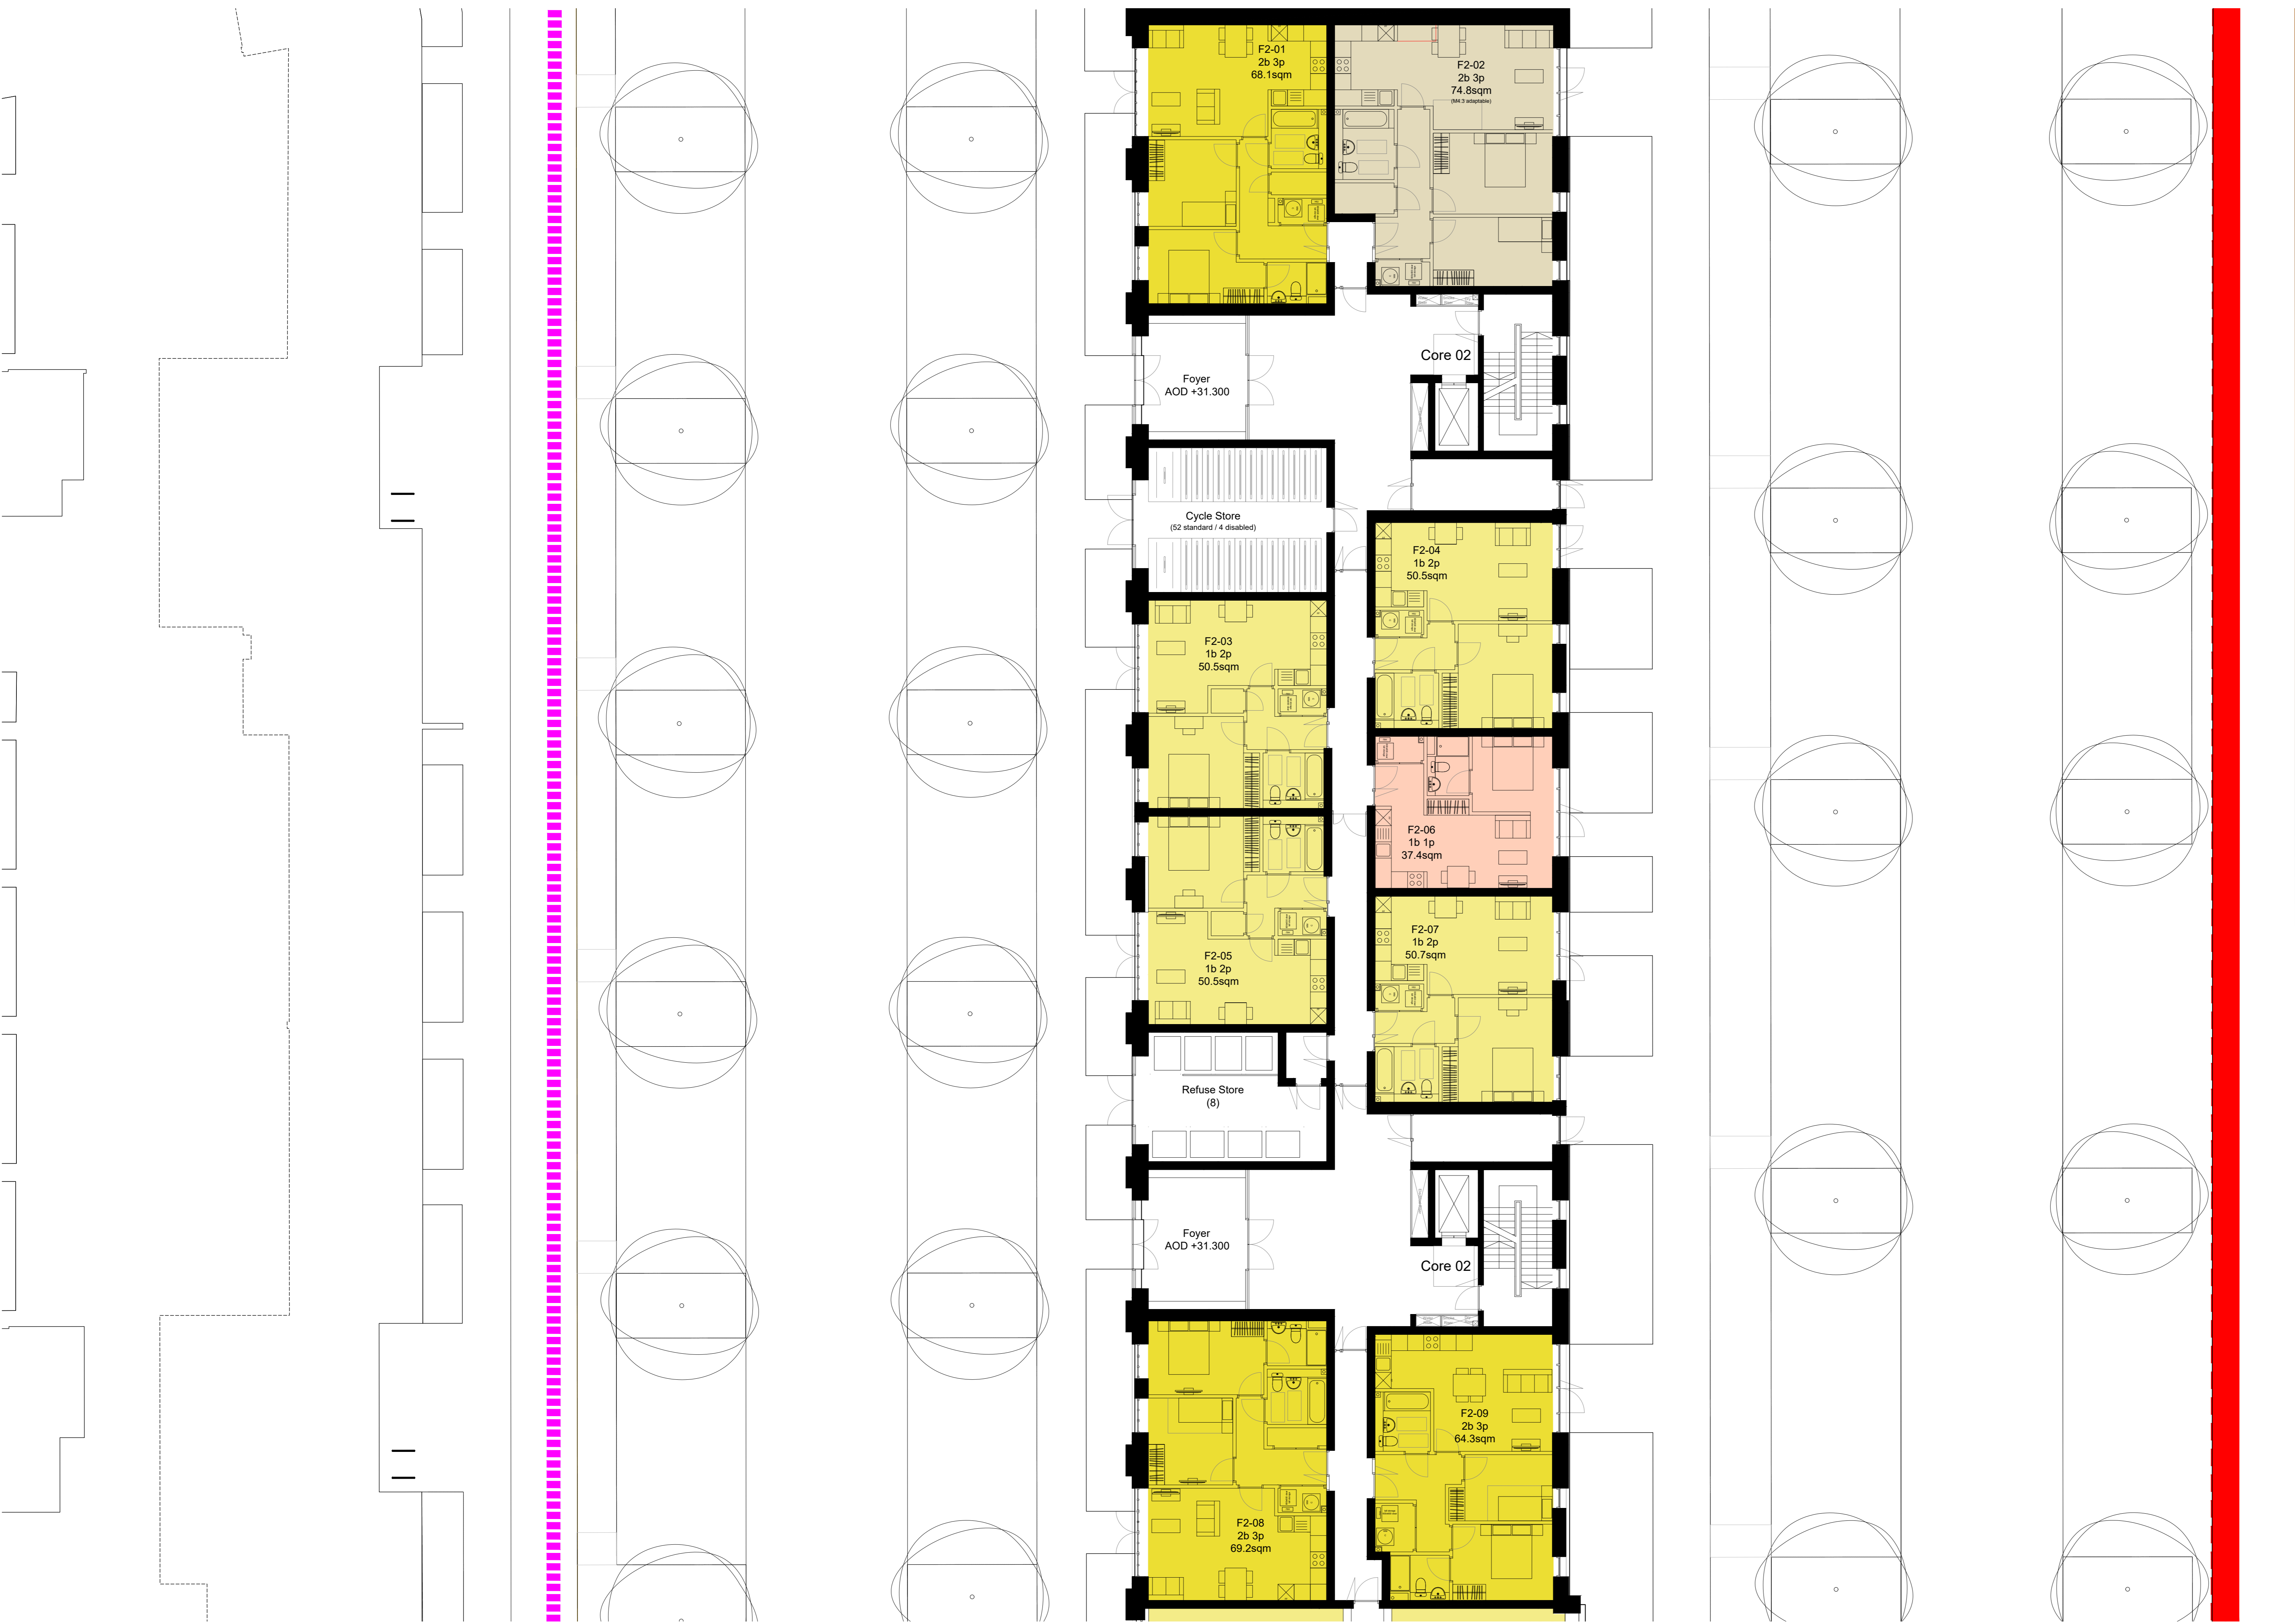 F2-01
2b 3p
68.1sqm
F2-02
2b 3p
74.8sqm
(M4.3 adaptable)
Core 02
Foyer
AOD +31.300
Cycle Store
(52 standard / 4 disabled)
F2-04
1b 2p
50.5sqm
F2-03
1b 2p
50.5sqm
F2-06
1b 1p
37.4sqm
F2-07
1b 2p
50.7sqm
F2-05
1b 2p
50.5sqm
Refuse Store
(8)
Foyer
AOD +31.300
Core 02
F2-09
2b 3p
64.3sqm
F2-08
2b 3p
69.2sqm